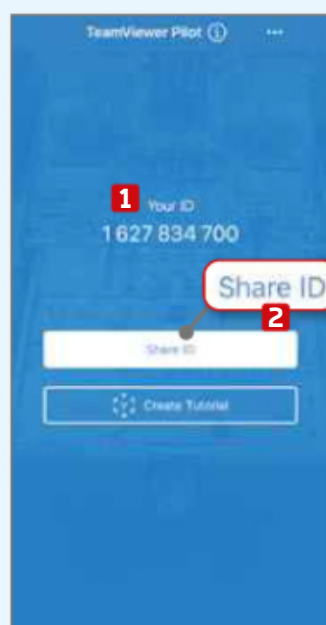 TeamViewer Pilot ...
1 Your ID
1 627 834 700
Share ID
2
Share ID
Create Tutorial